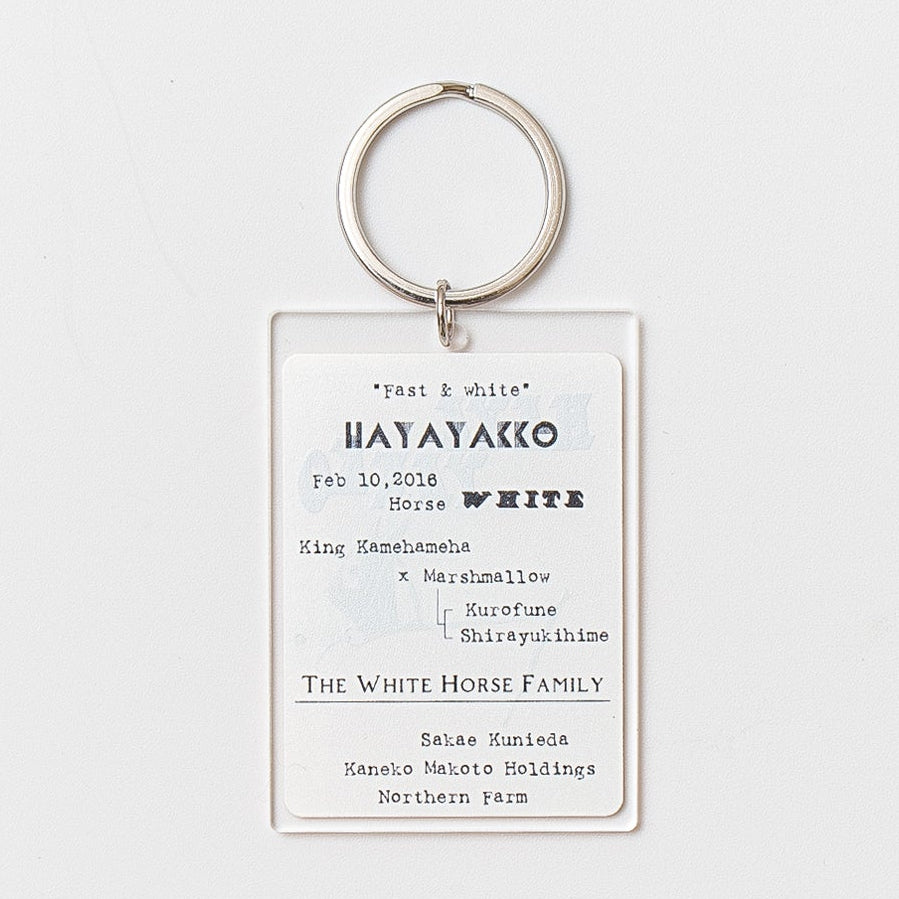 "Fast & white"
HAYAYAKKO
Feb 10,2016
Horse WHITE
King Kamehameha
x Marshmallow
Kurofune
Shirayukihime
THE WHITE HORSE FAMILY
Sakae Kunieda
Kaneko Makoto Holdings
Northern Farm